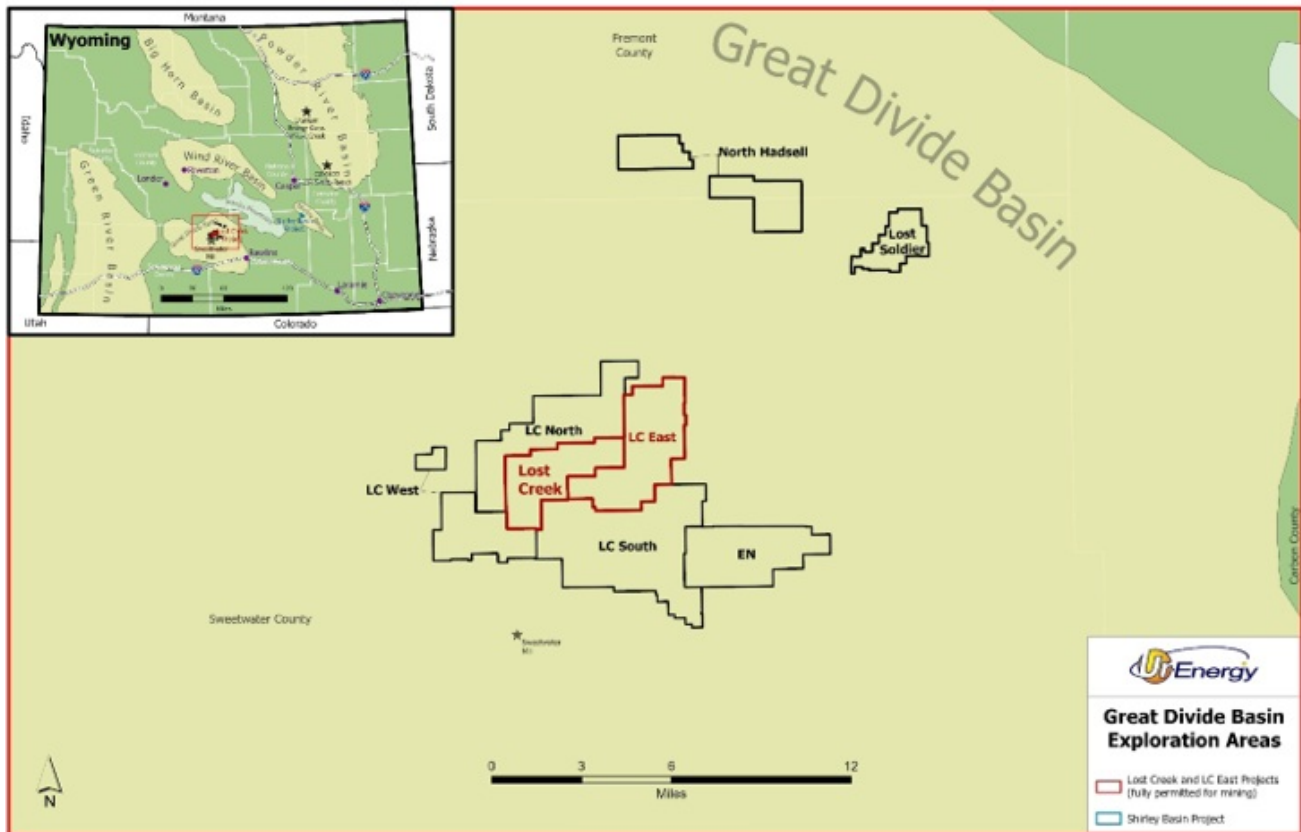 Montana
Wyoming
Big Horn Basin
Powder River Basin
South Dakota
Idaho
Wind River Basin
Lander
Riverton
Casper
Green River Basin
Nebraska
Rawlins
Laramie
Miles
Utah
Colorado
Fremont
County
Great Divide Basin
North Hadsell
Lost
Soldier
LC North
LC East
Lost
Creek
LC West
LC South
EN
Sweetwater County
Sweetwater
Carbon County
N
0 3 6 12
Miles
Ur Energy
Great Divide Basin
Exploration Areas
Lost Creek and LC East Projects
(fully permitted for mining)
Shirley Basin Project